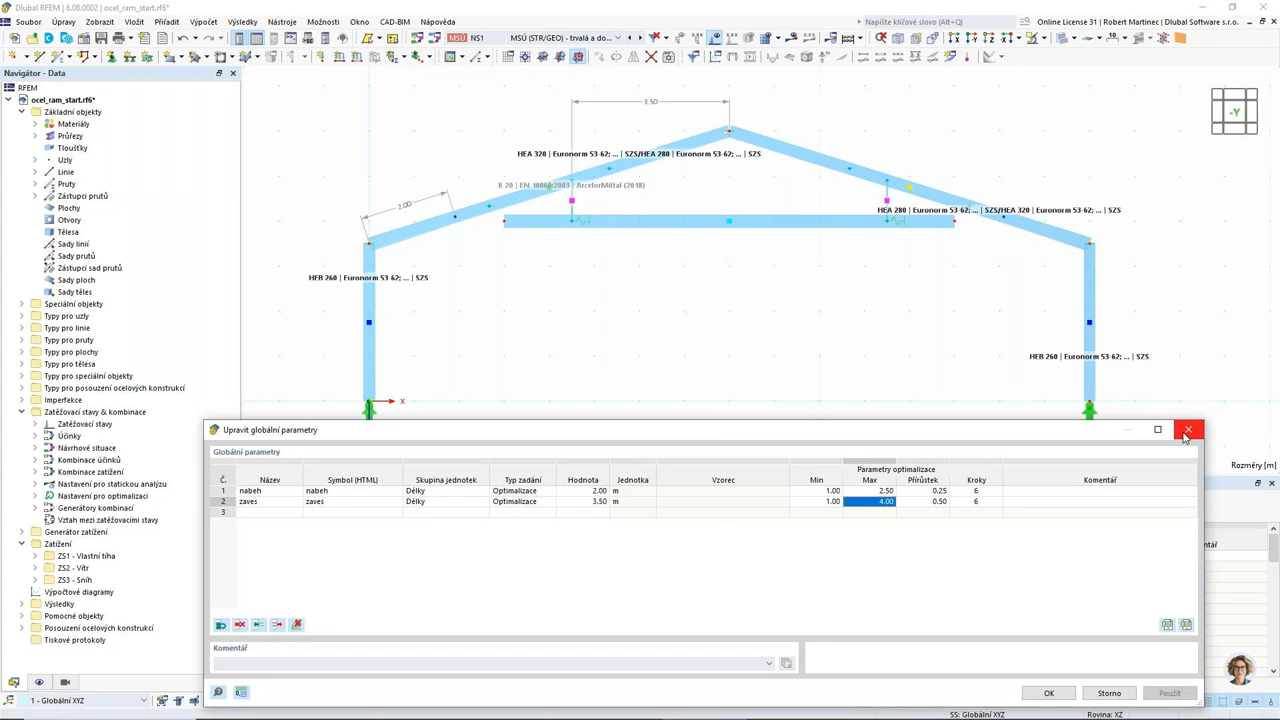 Dlubal RFEM | 6.08.0002 | ocel_ram_start.rf6*
Soubor Úpravy Zobrazit Vložit Přiřadit Výpočet Výsledky Nástroje Možnosti Okno CAD-BIM Nápověda
Napište klíčové slovo (Alt+Q)
Online License 31 | Robert Martinec | Dlubal Software s.r.o.
MSÚ NS1 MSÚ (STR/GEO) – trvalá a do...
Navigátor - Data
RFEM
ocel_ram_start.rf6*
Základní objekty
Materiály
Průřezy
Tloušťky
Uzly
Linie
Pruty
Zástupci prutů
Plochy
Otvory
Tělesa
Sady linií
Sady prutů
Zástupci sad prutů
Sady ploch
Sady těles
Speciální objekty
Typy pro uzly
Typy pro linie
Typy pro pruty
Typy pro plochy
Typy pro tělesa
Typy pro speciální objekty
Typy pro posouzení ocelových konstrukcí
Imperfekce
Zatěžovací stavy & kombinace
Zatěžovací stavy
Účinky
Návrhové situace
Kombinace účinků
Kombinace zatížení
Nastavení pro statickou analýzu
Nastavení pro optimalizaci
Generátory kombinací
Vztah mezi zatěžovacími stavy
Generátor zatížení
Zatížení
ZS1 - Vlastní tíha
ZS2 - Vítr
ZS3 - Sníh
Výpočtové diagramy
Výsledky
Pomocné objekty
Posouzení ocelových konstrukcí
Tiskové protokoly
1 - Globální XYZ
3.50
-Y
HEA 320 | Euronorm 53-62; ... | SZS/HEA 280 | Euronorm 53-62; ... | SZS
R 20 | EN 10060:2003 | ArcelorMittal (2018)
2.00
HEA 280 | Euronorm 53-62; ... | SZS/HEA 320 | Euronorm 53-62; ... | SZS
HEB 260 | Euronorm 53-62; ... | SZS
HEB 260 | Euronorm 53-62; ... | SZS
X
Rozměry [m]
Upravit globální parametry
Globální parametry
Parametry optimalizace
Č. Název Symbol (HTML) Skupina jednotek Typ zadání Hodnota Jednotka Vzorec Min Max Přírůstek Kroky Komentář
1 nabeh nabeh Délky Optimalizace 2.00 m 1.00 2.50 0.25 6
2 zaves zaves Délky Optimalizace 3.50 m 1.00 4.00 0.50 6
3
Komentář
OK Storno Použít
SS: Globální XYZ Rovina: XZ